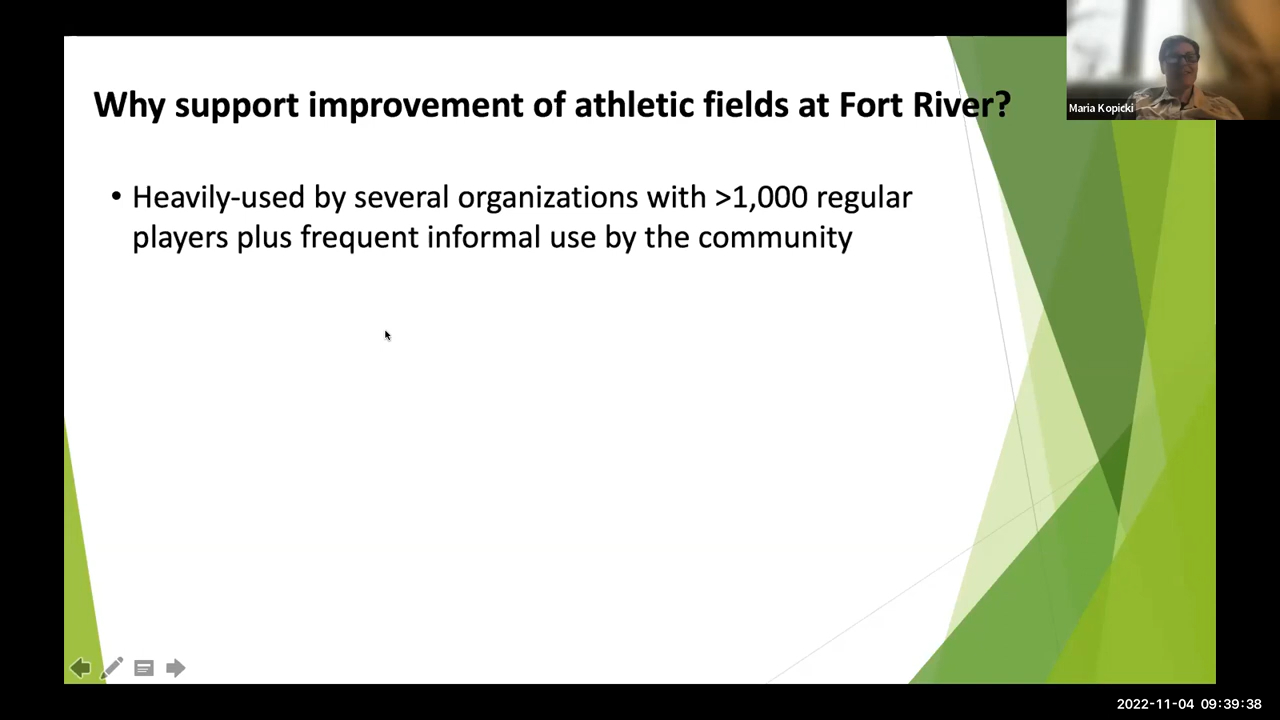 Why support improvement of athletic fields at Fort River?
• Heavily-used by several organizations with >1,000 regular
players plus frequent informal use by the community
Maria Kopicki
2022-11-04 09:39:38